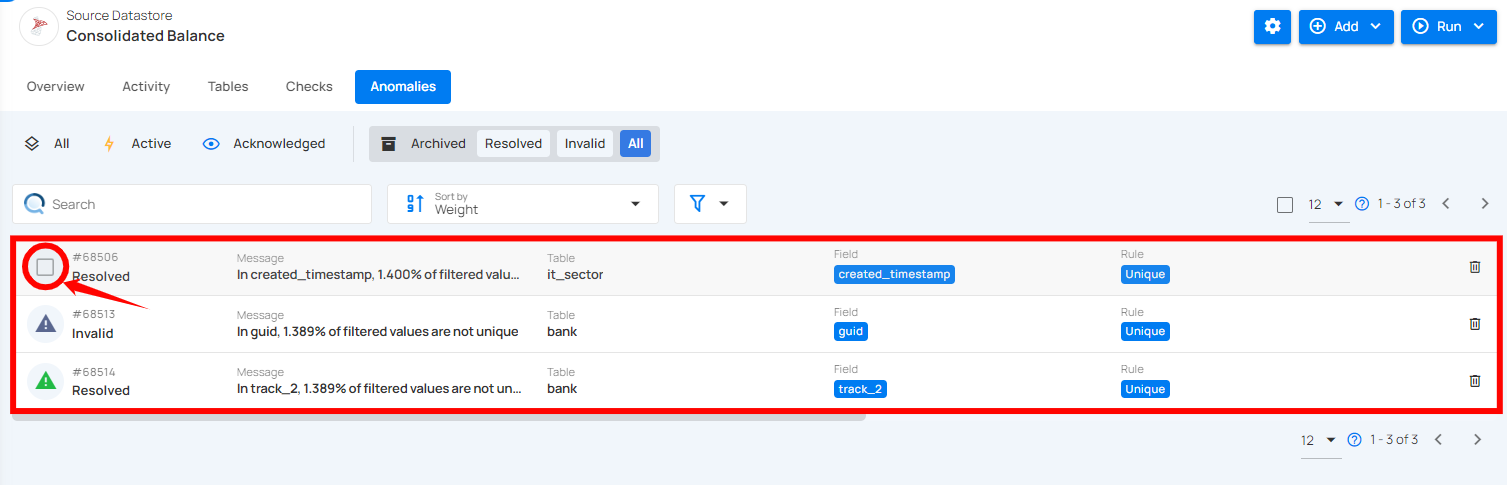 Source Datastore
Consolidated Balance
Add
Run
Overview Activity Tables Checks Anomalies
All Active Acknowledged Archived Resolved Invalid All
Search
Sort by
Weight
12 1 - 3 of 3
#68506 Message Table Field Rule
Resolved In created_timestamp, 1.400% of filtered valu... it_sector created_timestamp Unique
#68513 Message Table Field Rule
Invalid In guid, 1.389% of filtered values are not unique bank guid Unique
#68514 Message Table Field Rule
Resolved In track_2, 1.389% of filtered values are not un... bank track_2 Unique
12 1 - 3 of 3